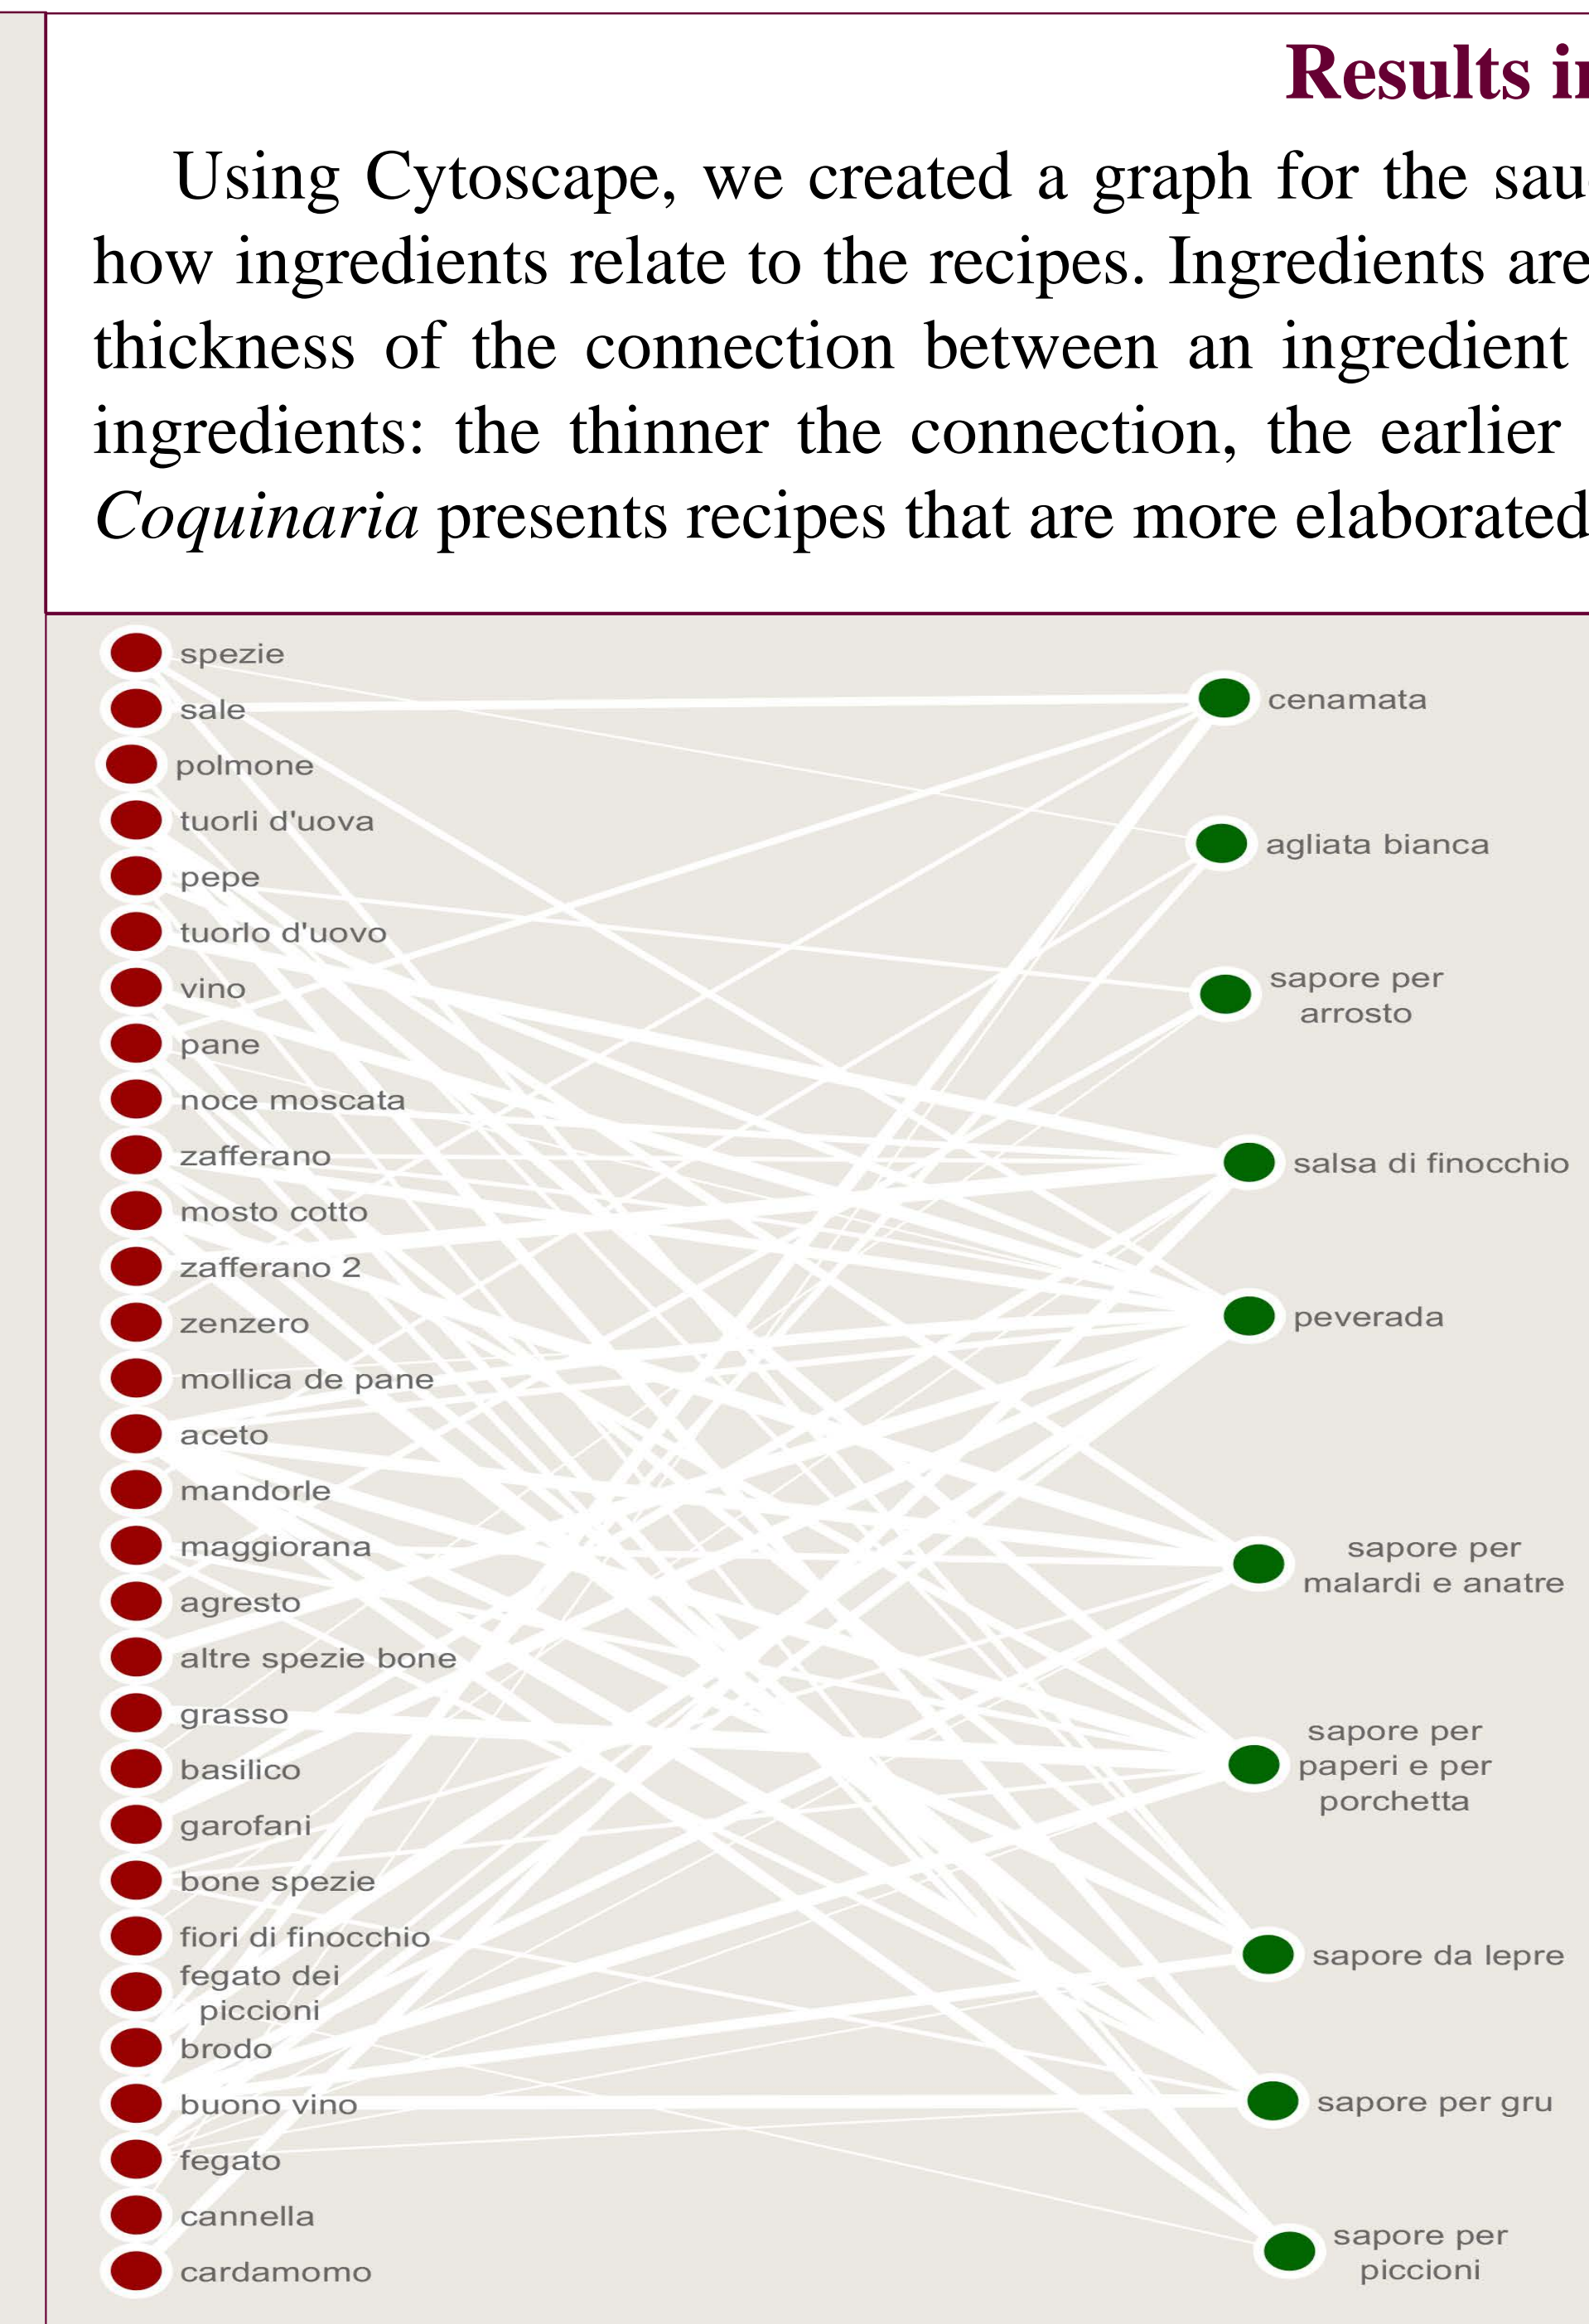 Results
Using Cytoscape, we created a graph for the
how ingredients relate to the recipes. Ingredients are
thickness of the connection between an ingredient
ingredients: the thinner the connection, the earlier
Coquinaria presents recipes that are more elaborated
spezie
sale
polmone
tuorli d'uova
pepe
tuorlo d'uovo
vino
pane
noce moscata
zafferano
mosto cotto
zafferano 2
zenzero
mollica de pane
aceto
mandorle
maggiorana
agresto
altre spezie bone
grasso
basilico
garofani
bone spezie
fiori di finocchio
fegato dei
piccioni
brodo
buono vino
fegato
cannella
cardamomo
cenamata
agliata bianca
sapore per
arrosto
salsa di finocchio
peverada
sapore per
malardi e anatre
sapore per
paperi e per
porchetta
sapore da lepre
sapore per gru
sapore per
piccioni